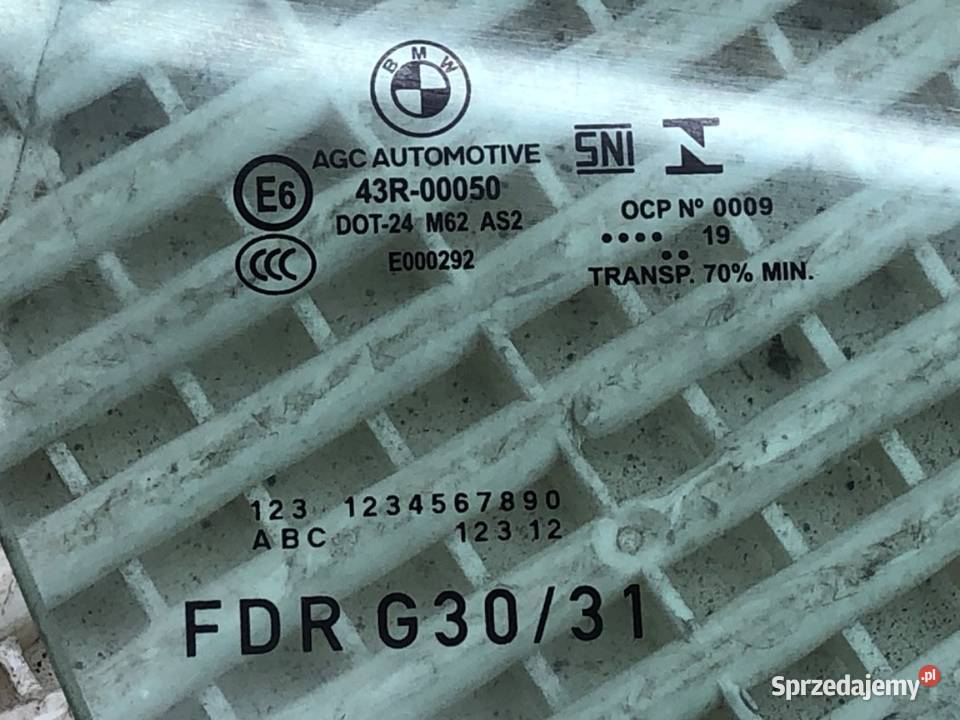 BMW
AGC AUTOMOTIVE
E6
43R-00050
DOT-24 M62 AS2
CCC
E000292
SNI
OCP Nº 0009
•••• 19
••
TRANSP. 70% MIN.
123 1234567890
ABC 123 12
FDR G30/31
Sprzedajemy.pl